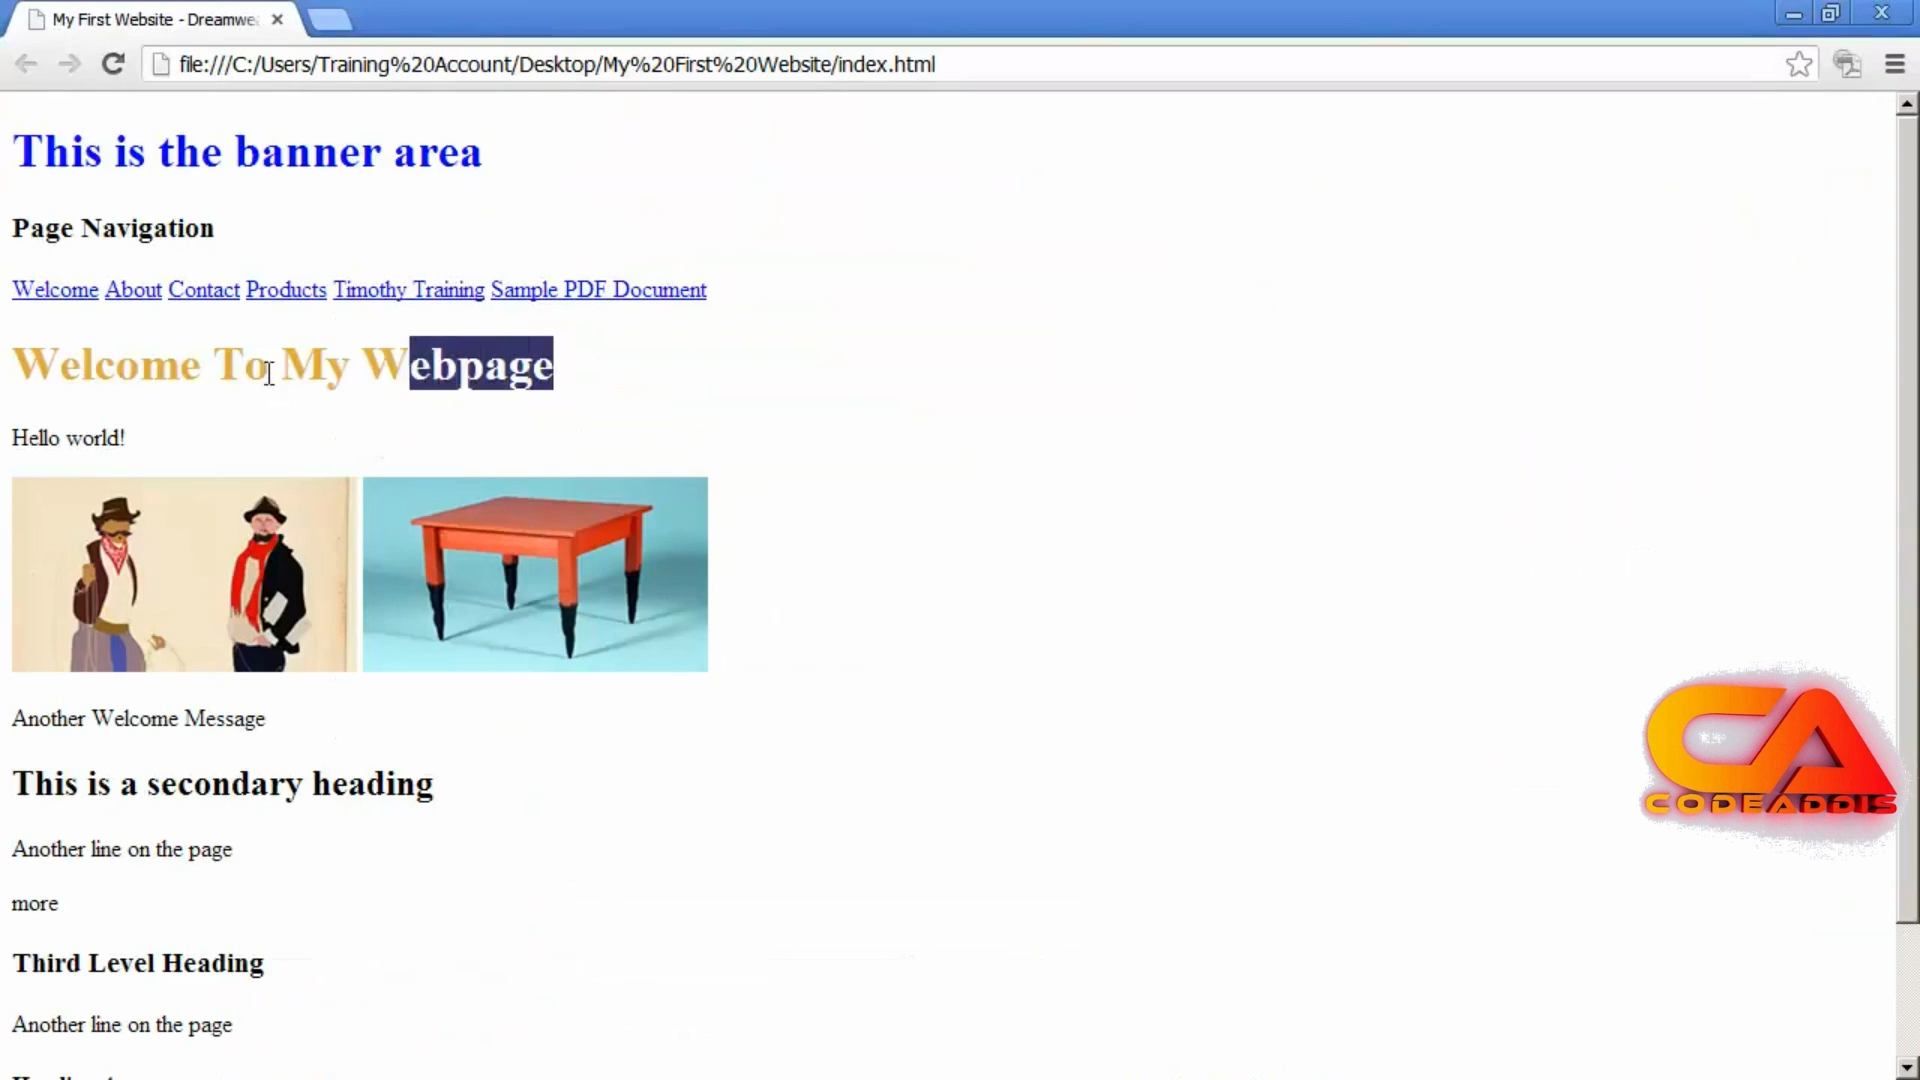 My First Website - Dreamwe
file:///C:/Users/Training%20Account/Desktop/My%20First%20Website/index.html
This is the banner area
Page Navigation
Welcome About Contact Products Timothy Training Sample PDF Document
Welcome To My Webpage
Hello world!
Another Welcome Message
This is a secondary heading
Another line on the page
more
Third Level Heading
Another line on the page
CA
CODEADDIS